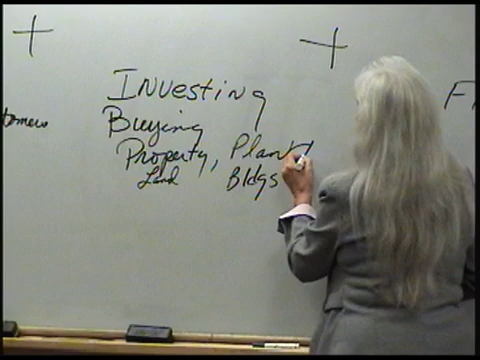 + +
Investing
Buying
Property, Plant
Land Bldgs